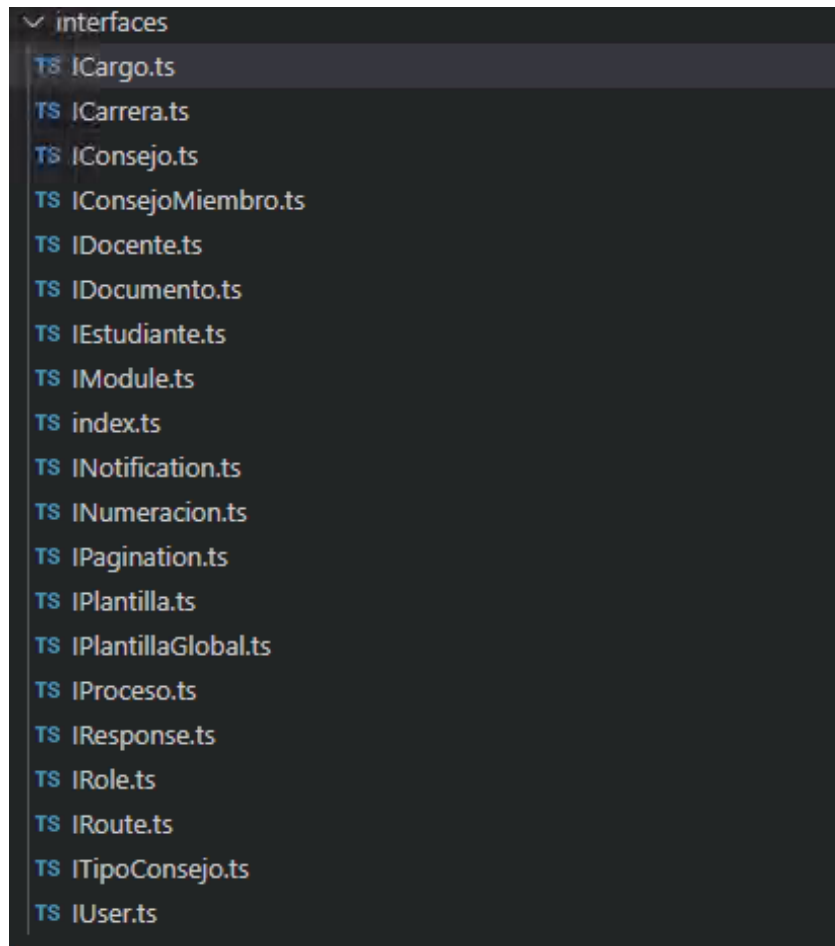 interfaces
TS ICargo.ts
TS ICarrera.ts
TS IConsejo.ts
TS IConsejoMiembro.ts
TS IDocente.ts
TS IDocumento.ts
TS IEstudiante.ts
TS IModule.ts
TS index.ts
TS INotification.ts
TS INumeracion.ts
TS IPagination.ts
TS IPlantilla.ts
TS IPlantillaGlobal.ts
TS IProceso.ts
TS IResponse.ts
TS IRole.ts
TS IRoute.ts
TS ITipoConsejo.ts
TS IUser.ts